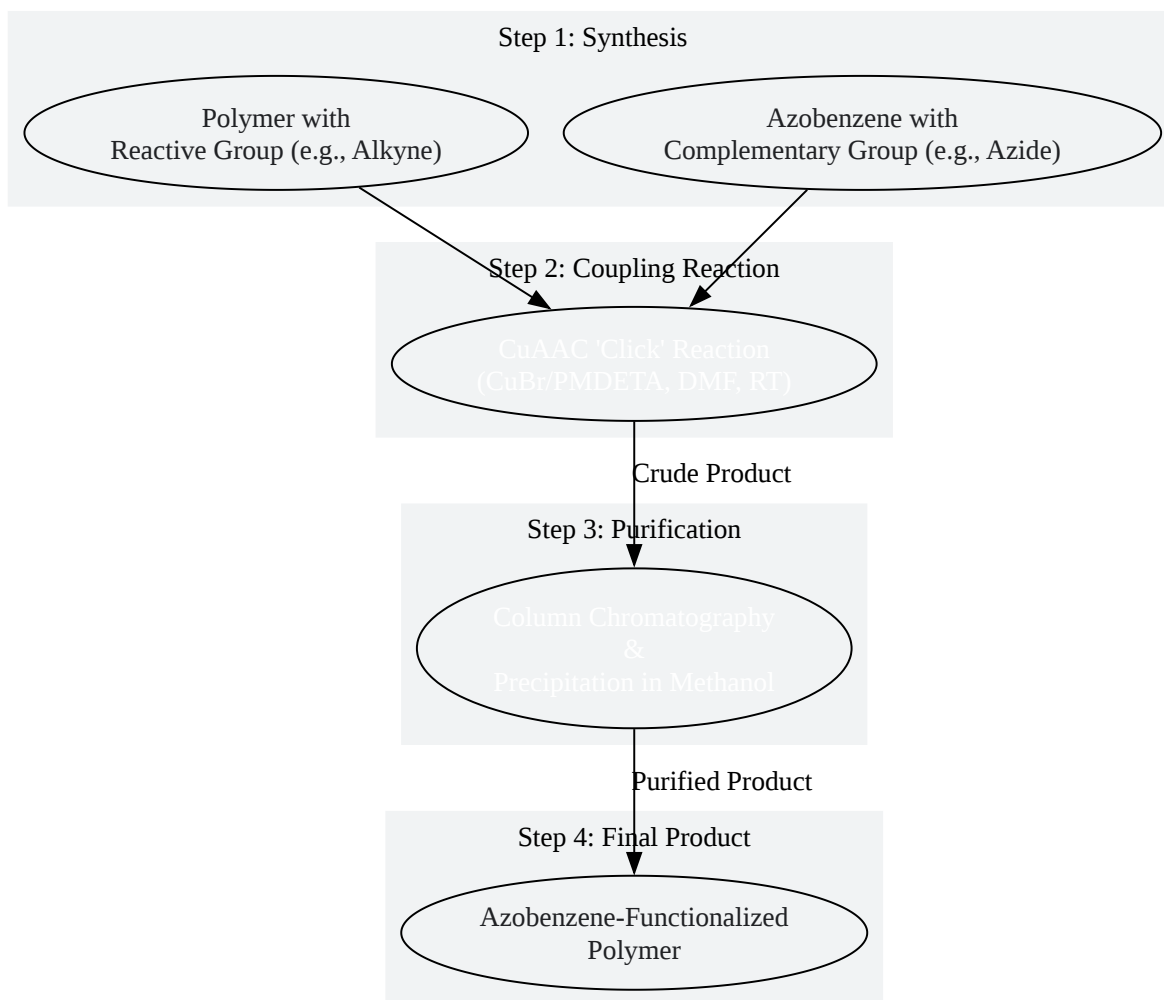 Step 1: Synthesis
Polymer with
Reactive Group (e.g., Alkyne)
Azobenzene with
Complementary Group (e.g., Azide)
Step 2: Coupling Reaction
CuAAC 'Click' Reaction
(CuBr/PMDETA, DMF, RT)
Crude Product
Step 3: Purification
Column Chromatography
&
Precipitation in Methanol
Purified Product
Step 4: Final Product
Azobenzene-Functionalized
Polymer